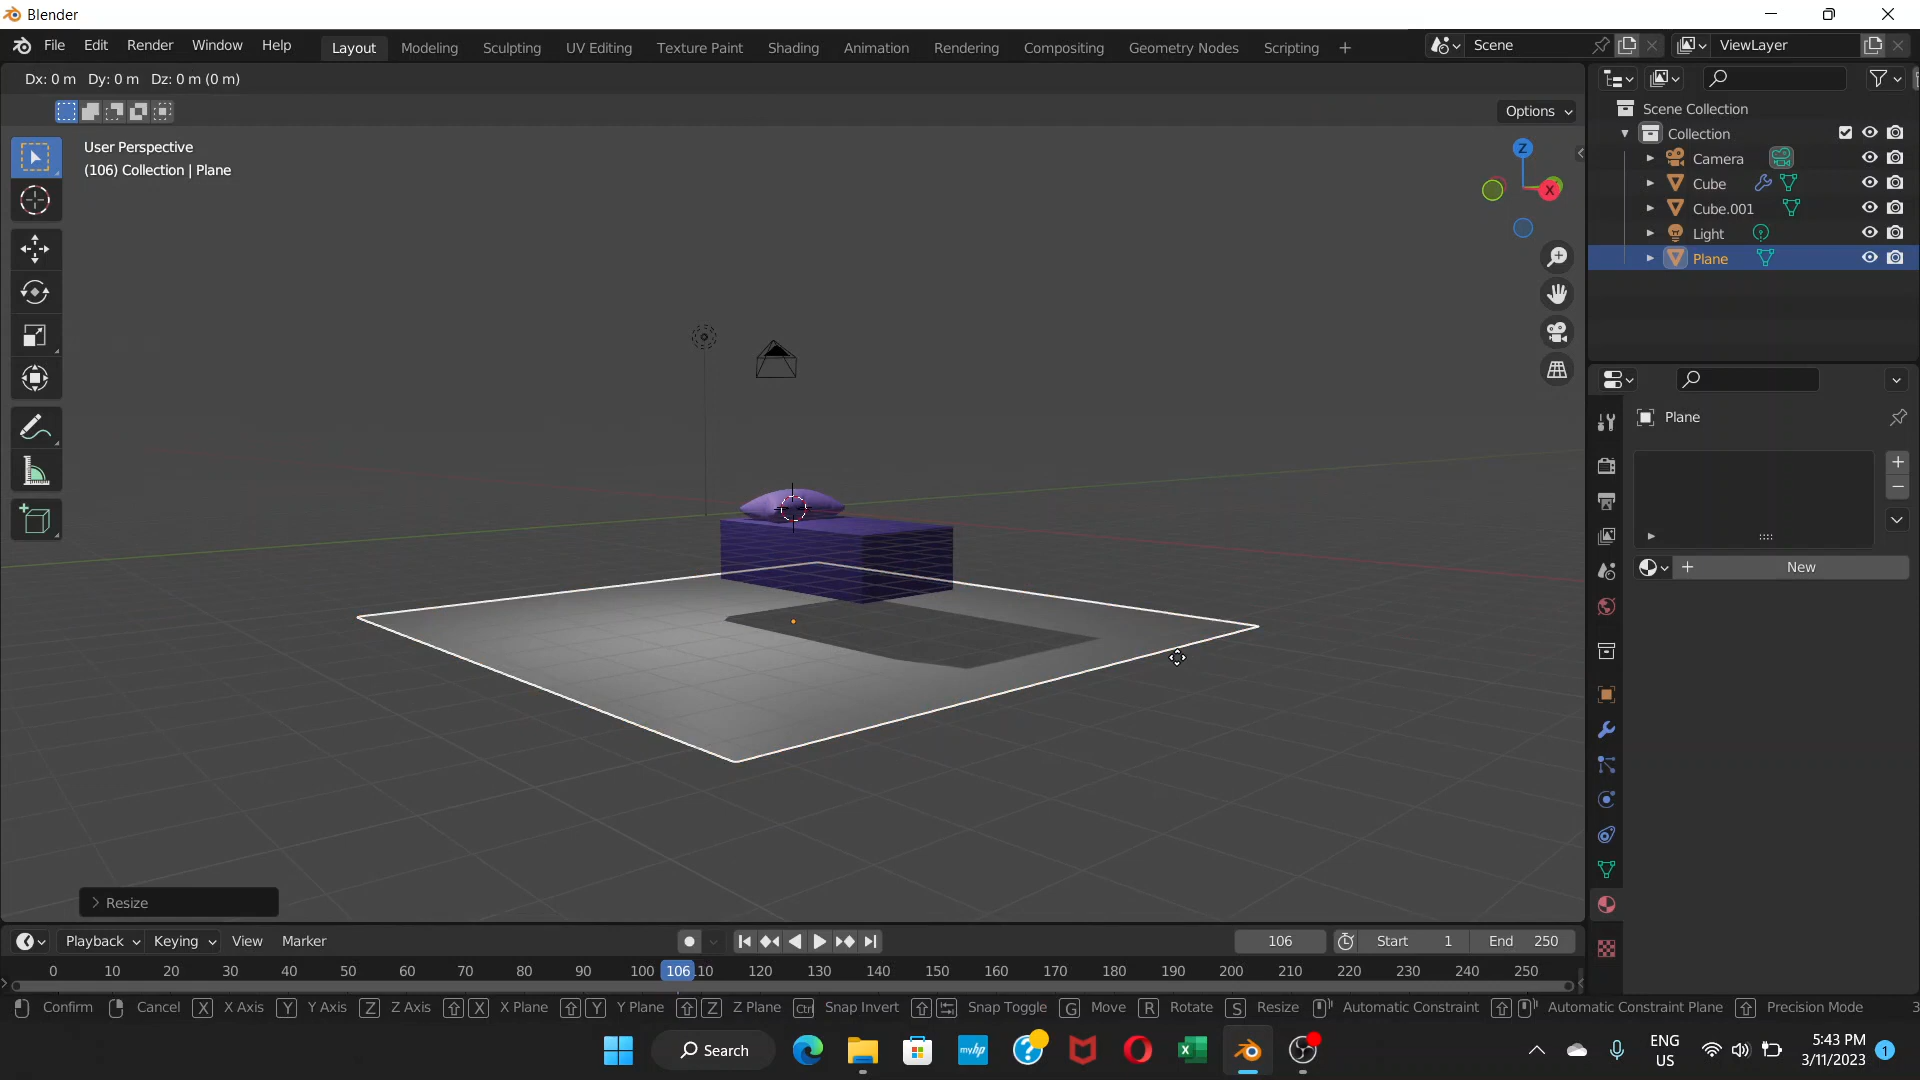 Blender
File Edit Render Window Help Layout Modeling Sculpting UV Editing Texture Paint Shading Animation Rendering Compositing Geometry Nodes Scripting + Scene ViewLayer
Dx: 0 m Dy: 0 m Dz: 0 m (0 m)
Options
User Perspective
(106) Collection | Plane
Z
X
Scene Collection
Collection
Camera
Cube
Cube.001
Light
Plane
Plane
New
Resize
Playback Keying View Marker 106 Start 1 End 250
0 10 20 30 40 50 60 70 80 90 100 106 10 120 130 140 150 160 170 180 190 200 210 220 230 240 250
Confirm Cancel X X Axis Y Y Axis Z Z Axis X X Plane Y Y Plane Z Z Plane Ctrl Snap Invert Snap Toggle G Move R Rotate S Resize Automatic Constraint Automatic Constraint Plane Precision Mode 3
Search myhp ENG US 5:43 PM 3/11/2023 1